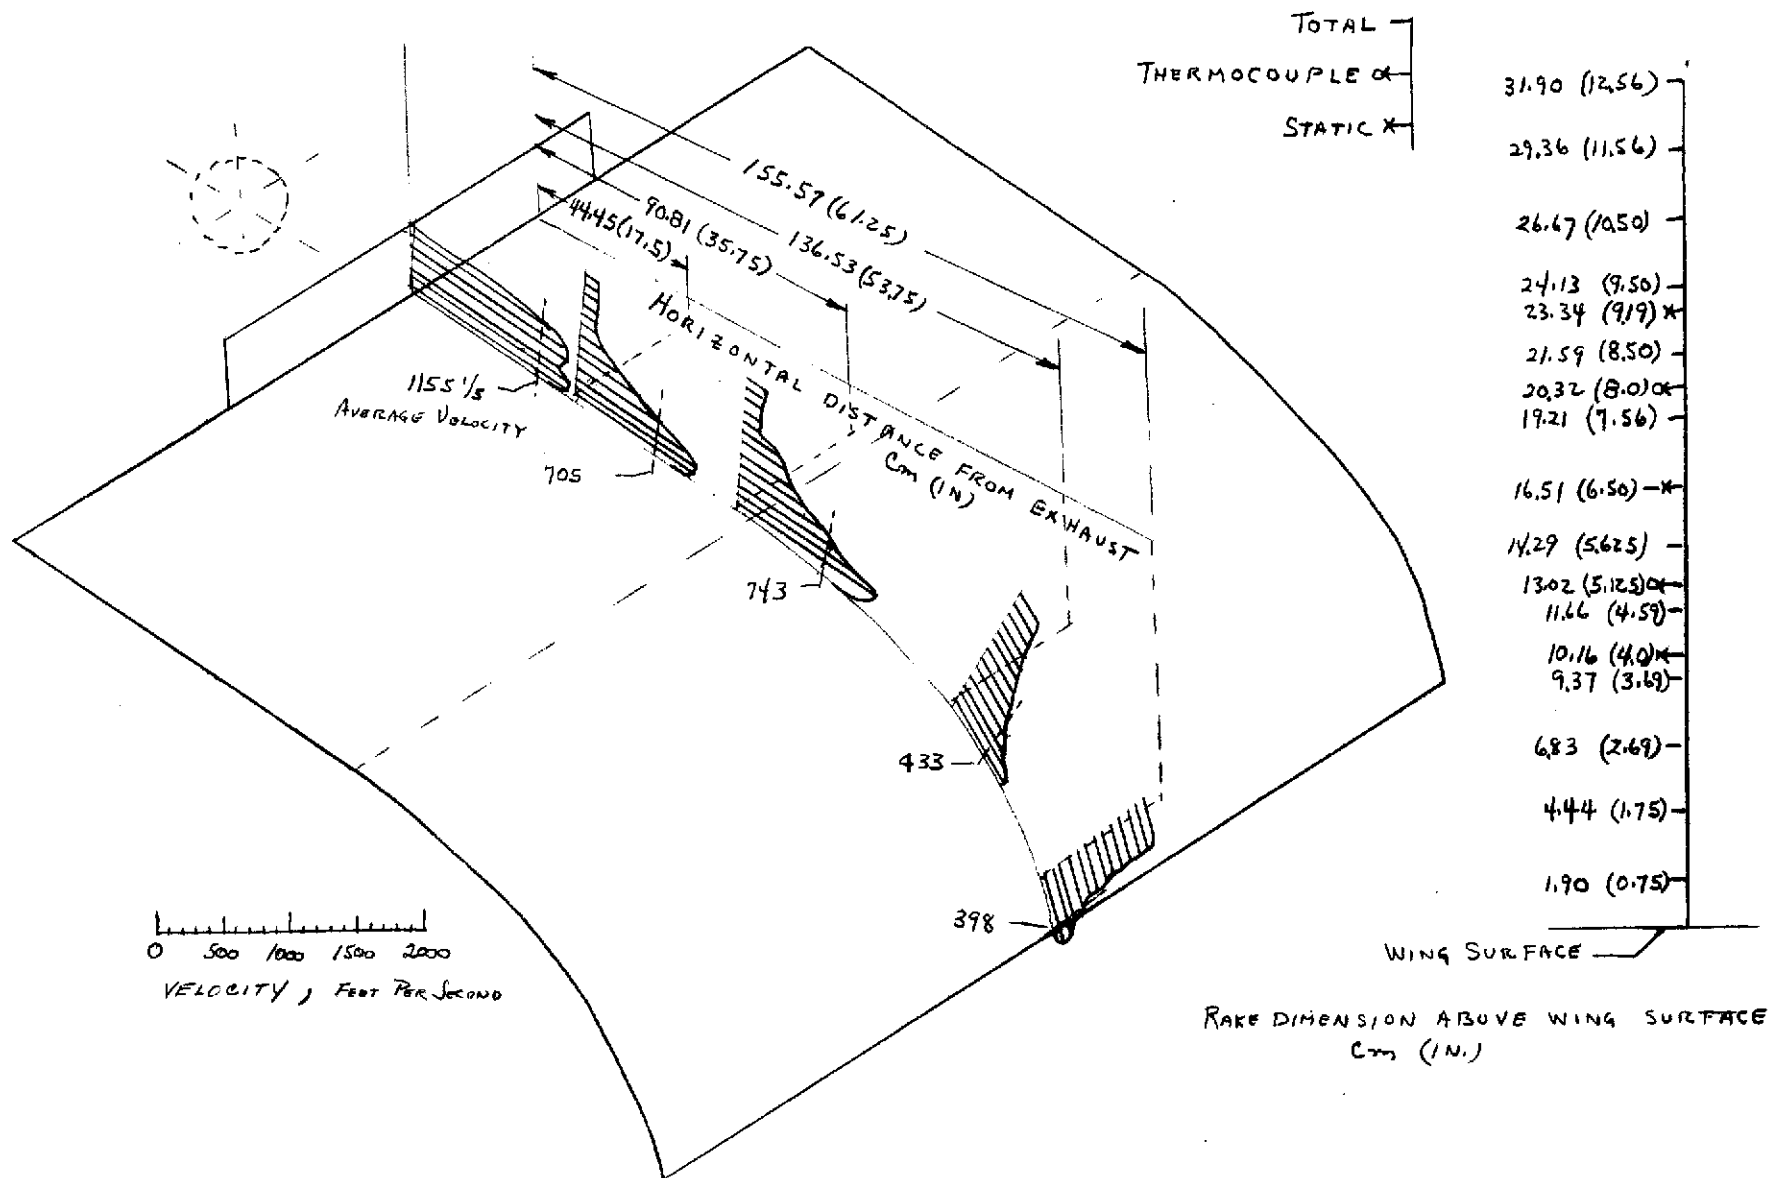 TOTAL
THERMOCOUPLE α
STATIC x
155.57 (61.25)
136.53 (53.75)
90.81 (35.75)
44.45 (17.5)
HORIZONTAL DISTANCE FROM EXHAUST
Cm (IN)
1155 '/s
AVERAGE VELOCITY
705
743
433
398
0 500 1000 1500 2000
VELOCITY, FEET PER SECOND
31.90 (12.56)
29.36 (11.56)
26.67 (10.50)
24.13 (9.50)
23.34 (9.19) x
21.59 (8.50)
20.32 (8.0) α
19.21 (7.56)
16.51 (6.50) x
14.29 (5.625)
13.02 (5.125) α
11.66 (4.59)
10.16 (4.0) x
9.37 (3.69)
6.83 (2.69)
4.44 (1.75)
1.90 (0.75)
WING SURFACE
RAKE DIMENSION ABOVE WING SURFACE
Cm (IN.)